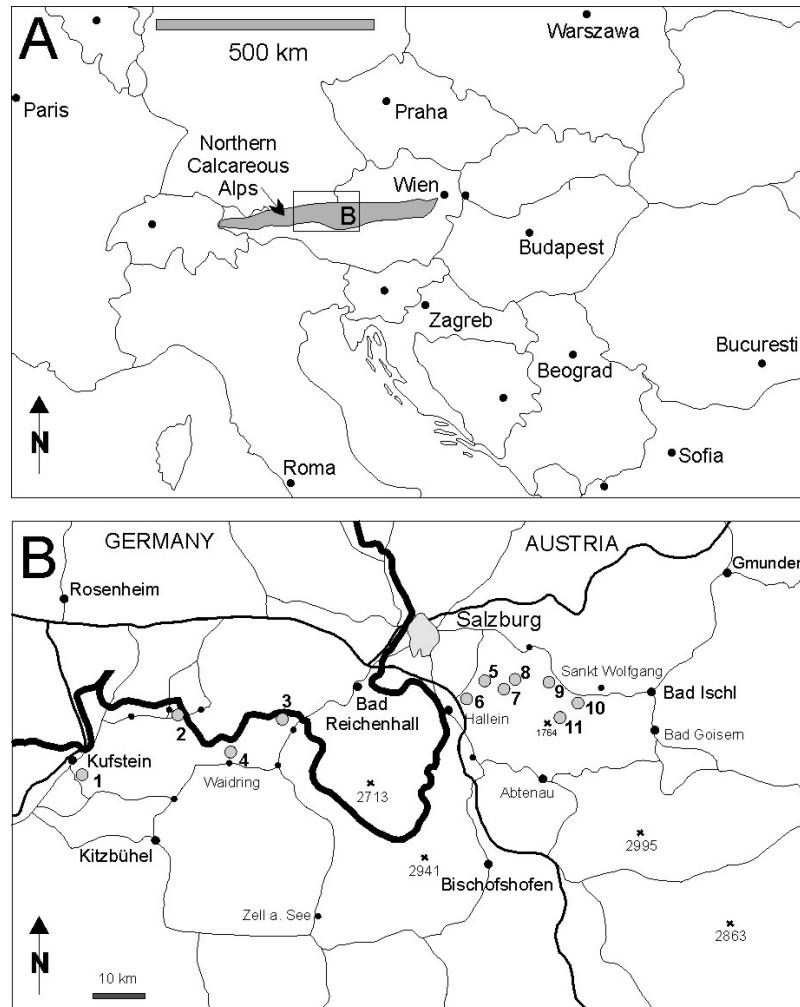 A
500 km
Warszawa
Paris
Praha
Northern
Calcareous
Alps
Wien
B
Budapest
Zagreb
Beograd
Bucuresti
N
Roma
Sofia
B
GERMANY
AUSTRIA
Rosenheim
Gmunden
Salzburg
5
8
Sankt Wolfgang
9
6
7
10
Bad Ischl
3
Bad
Reichenhall
Hallein
1764
11
2
Bad Goisern
Kufstein
4
1
Waidring
2713
Abtenau
Kitzbühel
2995
2941
Bischofshofen
Zell a. See
2863
N
10 km